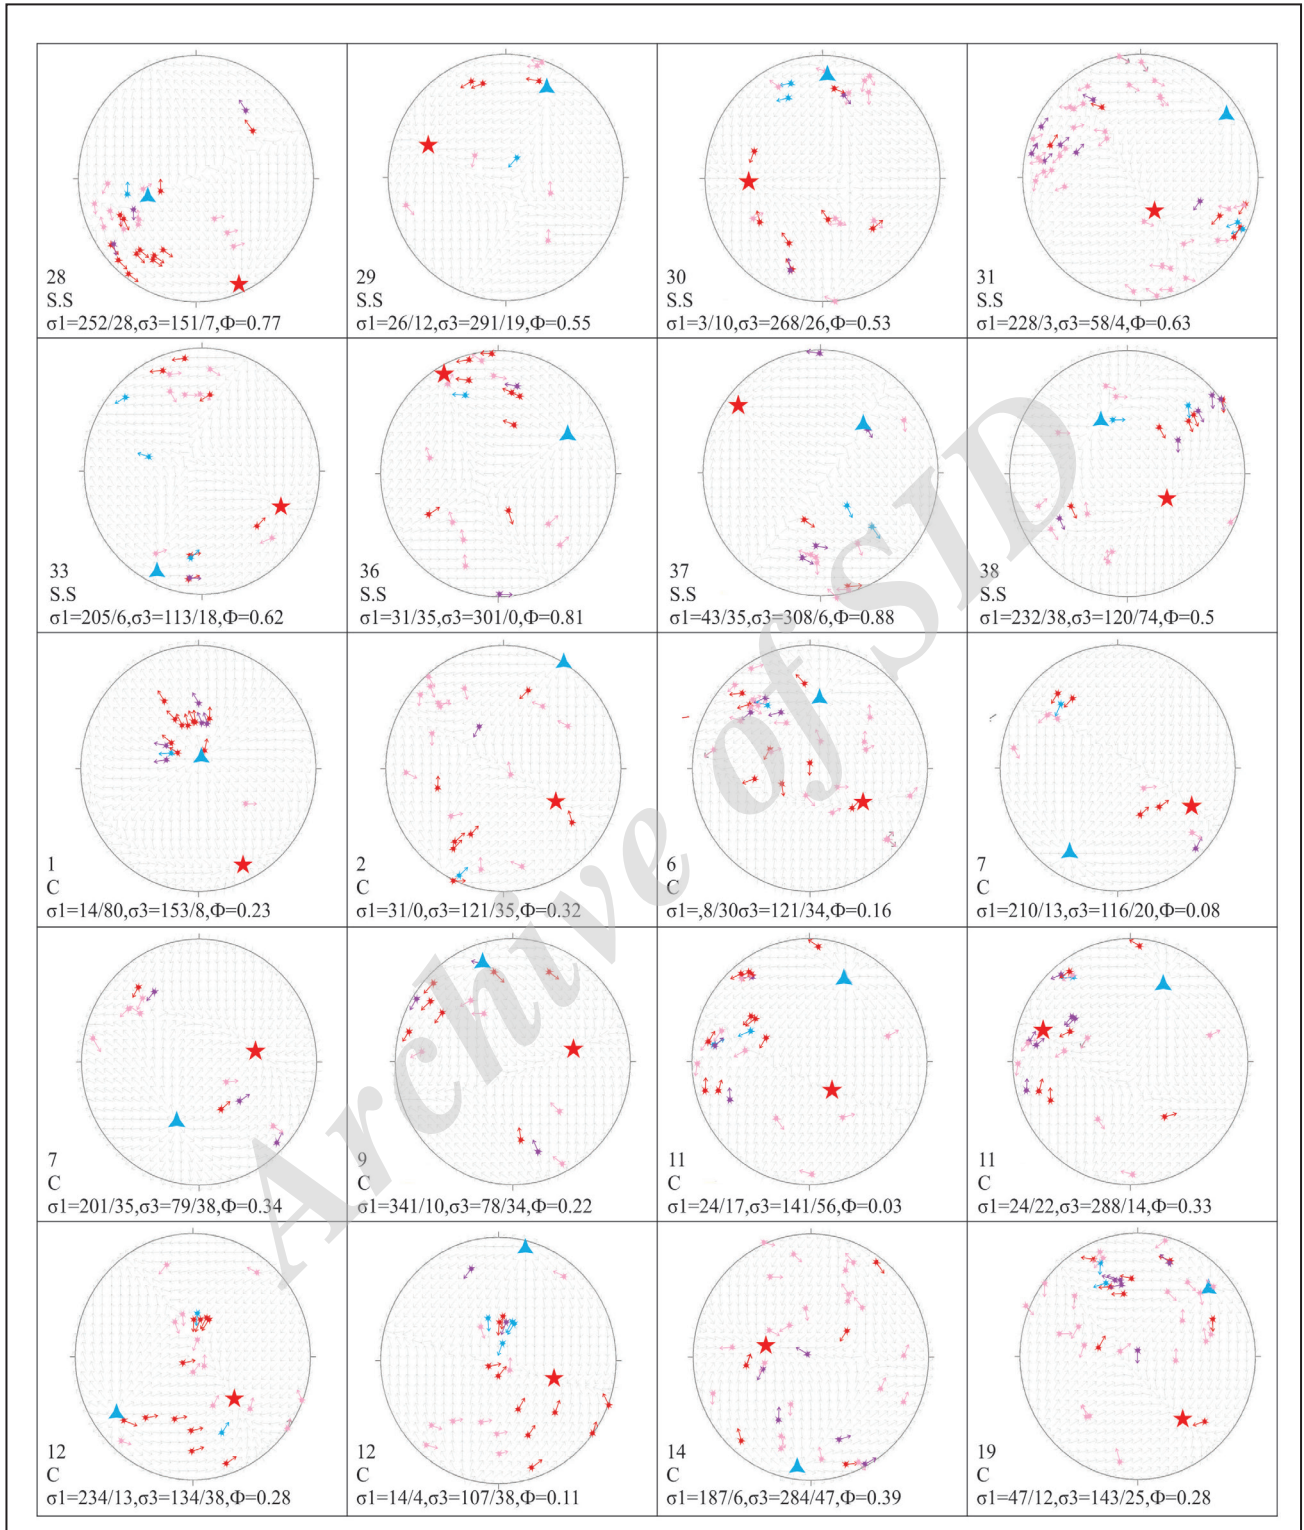 28
S.S
σ1=252/28,σ3=151/7,Φ=0.77
29
S.S
σ1=26/12,σ3=291/19,Φ=0.55
30
S.S
σ1=3/10,σ3=268/26,Φ=0.53
31
S.S
σ1=228/3,σ3=58/4,Φ=0.63
33
S.S
σ1=205/6,σ3=113/18,Φ=0.62
36
S.S
σ1=31/35,σ3=301/0,Φ=0.81
37
S.S
σ1=43/35,σ3=308/6,Φ=0.88
38
S.S
σ1=232/38,σ3=120/74,Φ=0.5
1
C
σ1=14/80,σ3=153/8,Φ=0.23
2
C
σ1=31/0,σ3=121/35,Φ=0.32
6
C
σ1=,8/30σ3=121/34,Φ=0.16
7
C
σ1=210/13,σ3=116/20,Φ=0.08
7
C
σ1=201/35,σ3=79/38,Φ=0.34
9
C
σ1=341/10,σ3=78/34,Φ=0.22
11
C
σ1=24/17,σ3=141/56,Φ=0.03
11
C
σ1=24/22,σ3=288/14,Φ=0.33
12
C
σ1=234/13,σ3=134/38,Φ=0.28
12
C
σ1=14/4,σ3=107/38,Φ=0.11
14
C
σ1=187/6,σ3=284/47,Φ=0.39
19
C
σ1=47/12,σ3=143/25,Φ=0.28
Archive of SID